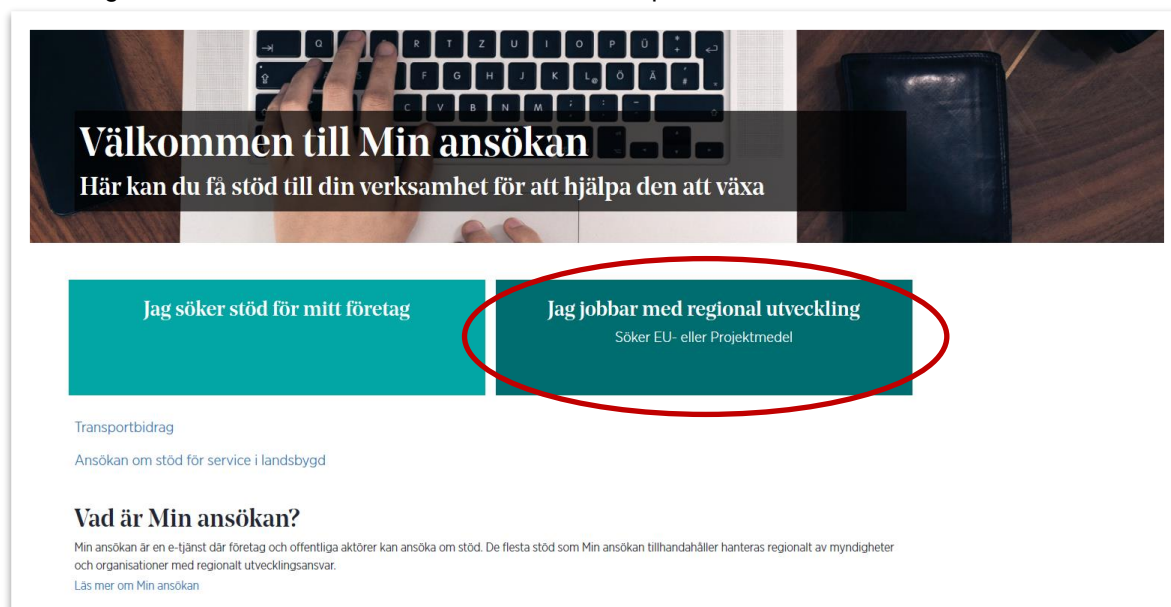 Välkommen till Min ansökan
Här kan du få stöd till din verksamhet för att hjälpa den att växa
Jag söker stöd för mitt företag
Jag jobbar med regional utveckling
Söker EU- eller Projektmedel
Transportbidrag
Ansökan om stöd för service i landsbygd
Vad är Min ansökan?
Min ansökan är en e-tjänst där företag och offentliga aktörer kan ansöka om stöd. De flesta stöd som Min ansökan tillhandahåller hanteras regionalt av myndigheter
och organisationer med regionalt utvecklingsansvar.
Läs mer om Min ansökan